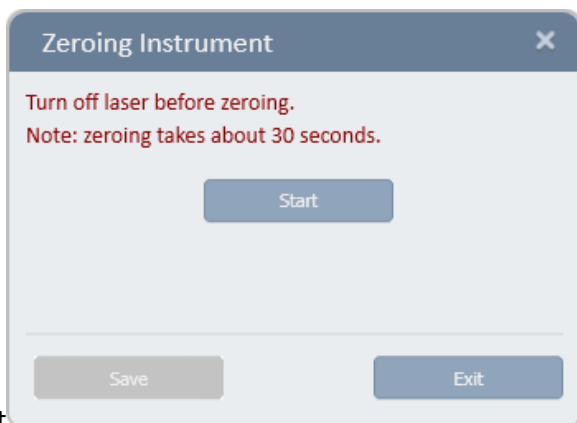 Zeroing Instrument
Turn off laser before zeroing.
Note: zeroing takes about 30 seconds.
Start
Save
Exit